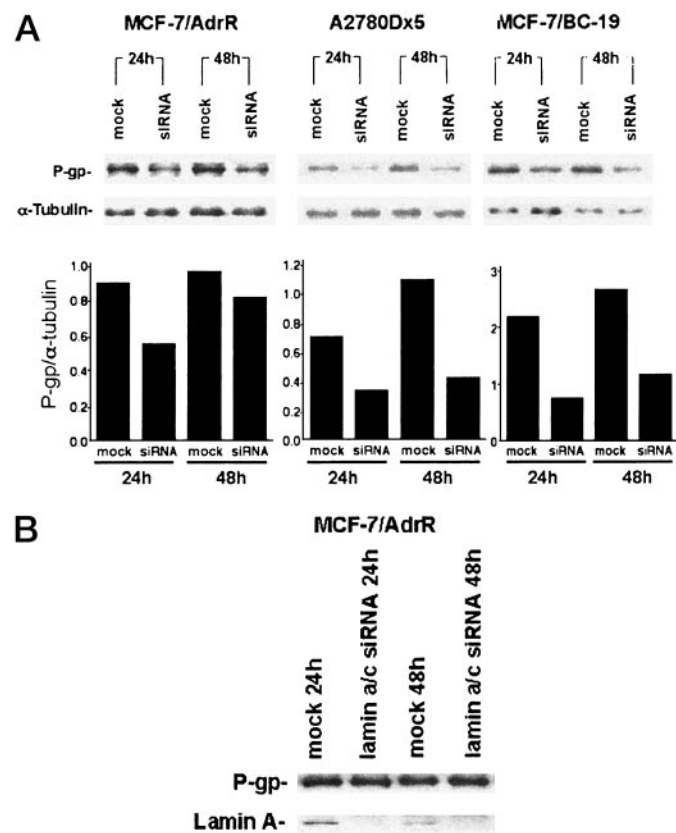 A
MCF-7/AdrR A2780Dx5 MCF-7/BC-19
24h 48h 24h 48h 24h 48h
mock siRNA mock siRNA mock siRNA mock siRNA mock siRNA mock siRNA
P-gp-
α-Tubulin-
P-gp/α-tubulin
1.0 0.8 0.6 0.4 0.2 0.0
1.2 1.0 0.8 0.6 0.4 0.2 0.0
3 2 1 0
mock siRNA mock siRNA mock siRNA mock siRNA mock siRNA mock siRNA
24h 48h 24h 48h 24h 48h
B
MCF-7/AdrR
mock 24h
lamin a/c siRNA 24h
mock 48h
lamin a/c siRNA 48h
P-gp-
Lamin A-